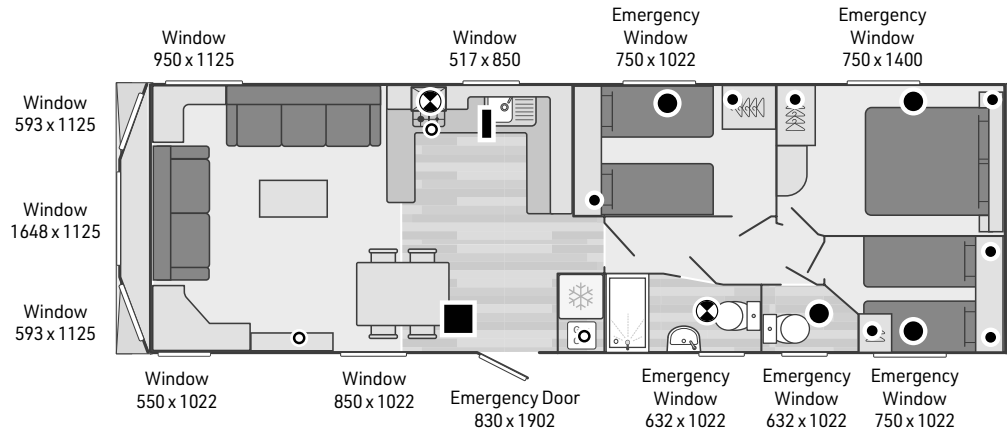 Window
950 x 1125
Window
517 x 850
Emergency
Window
750 x 1022
Emergency
Window
750 x 1400
Window
593 x 1125
Window
1648 x 1125
Window
593 x 1125
Window
550 x 1022
Window
850 x 1022
Emergency Door
830 x 1902
Emergency
Window
632 x 1022
Emergency
Window
632 x 1022
Emergency
Window
750 x 1022